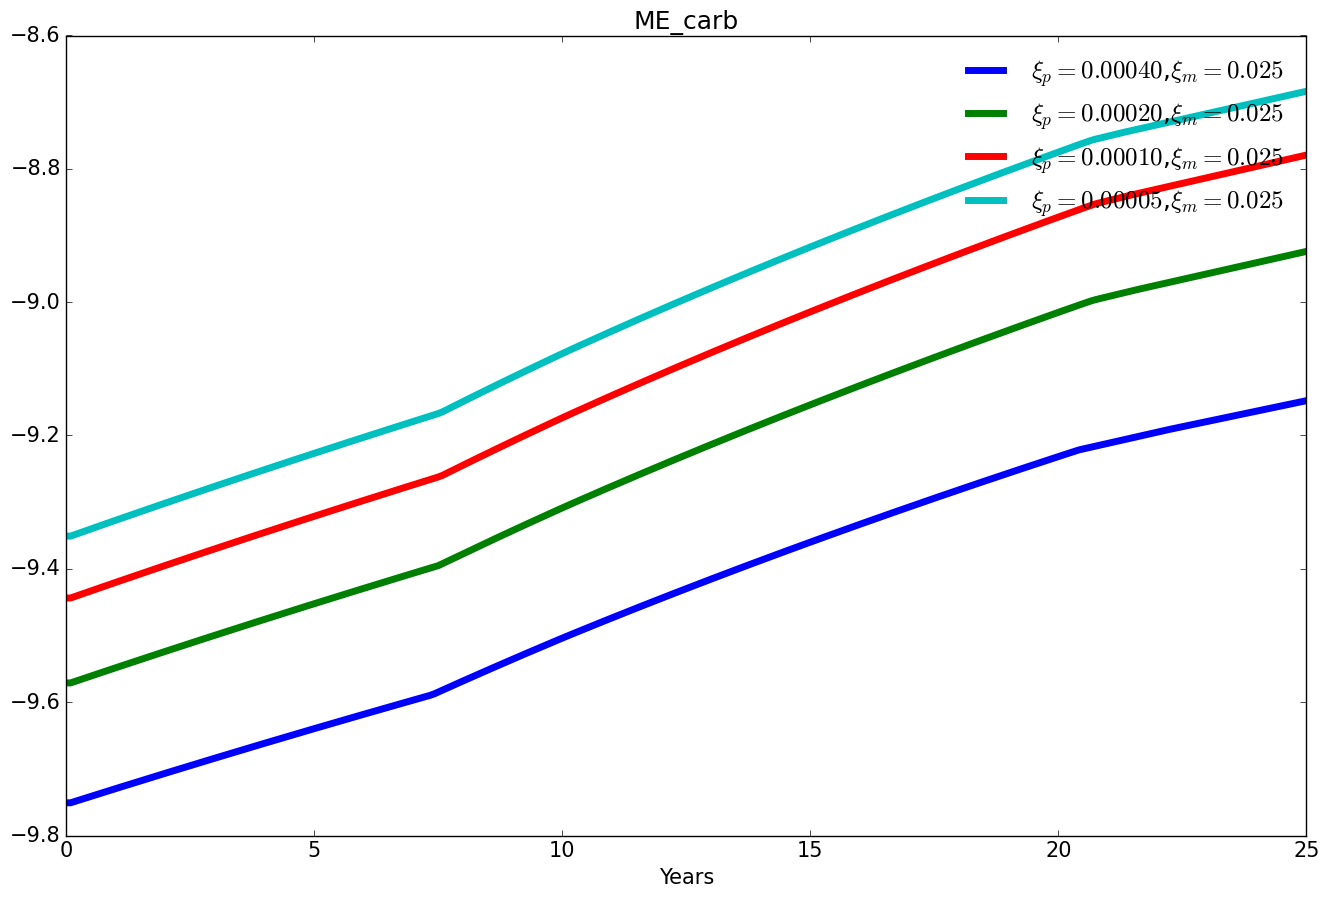 ME_carb
−8.6
−8.8
−9.0
−9.2
−9.4
−9.6
−9.8
ξₚ = 0.00040,ξₘ = 0.025
ξₚ = 0.00020,ξₘ = 0.025
ξₚ = 0.00010,ξₘ = 0.025
ξₚ = 0.00005,ξₘ = 0.025
0 5 10 15 20 25
Years